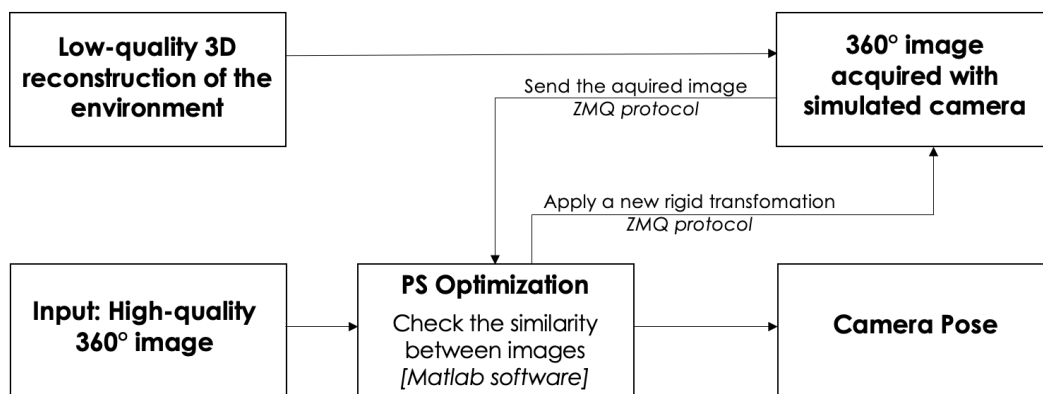 Low-quality 3D
reconstruction of the
environment
360° image
acquired with
simulated camera
Send the aquired image
ZMQ protocol
Apply a new rigid transfomation
ZMQ protocol
Input: High-quality
360° image
PS Optimization
Check the similarity
between images
[Matlab software]
Camera Pose